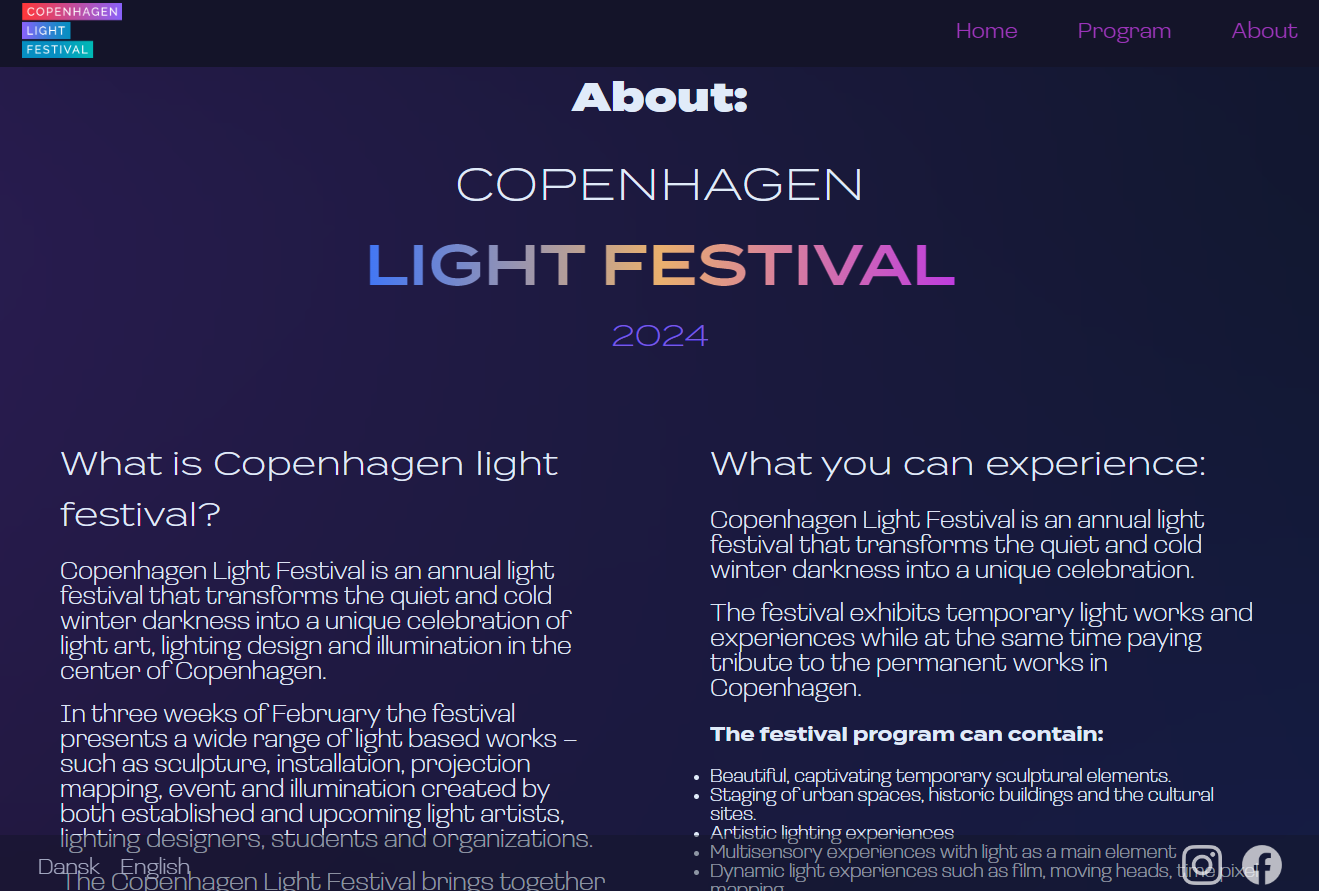 COPENHAGEN
LIGHT
FESTIVAL
Home Program About
About:
COPENHAGEN
LIGHT FESTIVAL
2024
What is Copenhagen light
festival?
Copenhagen Light Festival is an annual light
festival that transforms the quiet and cold
winter darkness into a unique celebration of
light art, lighting design and illumination in the
center of Copenhagen.
In three weeks of February the festival
presents a wide range of light based works –
such as sculpture, installation, projection
mapping, event and illumination created by
both established and upcoming light artists,
lighting designers, students and organizations.
The Copenhagen Light Festival brings together
What you can experience:
Copenhagen Light Festival is an annual light
festival that transforms the quiet and cold
winter darkness into a unique celebration.
The festival exhibits temporary light works and
experiences while at the same time paying
tribute to the permanent works in
Copenhagen.
The festival program can contain:
• Beautiful, captivating temporary sculptural elements.
• Staging of urban spaces, historic buildings and the cultural
sites.
• Artistic lighting experiences
• Multisensory experiences with light as a main element
• Dynamic light experiences such as film, moving heads, time pixel
mapping
Dansk English